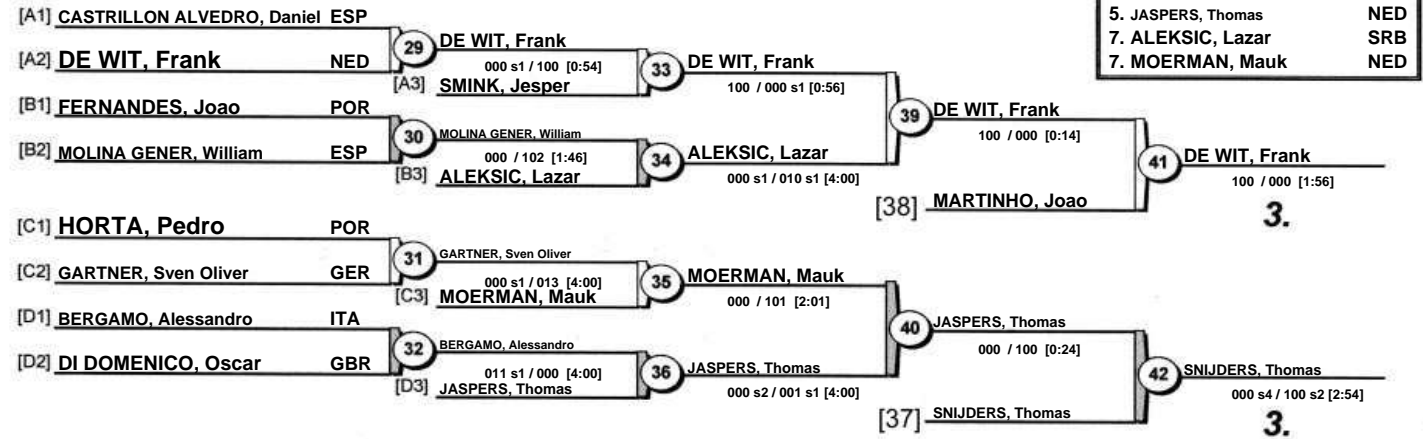 [A1] CASTRILLON ALVEDRO, Daniel ESP
[A2] DE WIT, Frank NED
[B1] FERNANDES, Joao POR
[B2] MOLINA GENER, William ESP
[C1] HORTA, Pedro POR
[C2] GARTNER, Sven Oliver GER
[D1] BERGAMO, Alessandro ITA
[D2] DI DOMENICO, Oscar GBR
29
DE WIT, Frank
000 s1 / 100 [0:54]
[A3] SMINK, Jesper
30
MOLINA GENER, William
000 / 102 [1:46]
[B3] ALEKSIC, Lazar
31
GARTNER, Sven Oliver
000 s1 / 013 [4:00]
[C3] MOERMAN, Mauk
32
BERGAMO, Alessandro
011 s1 / 000 [4:00]
[D3] JASPERS, Thomas
33
DE WIT, Frank
100 / 000 s1 [0:56]
34
ALEKSIC, Lazar
000 s1 / 010 s1 [4:00]
35
MOERMAN, Mauk
000 / 101 [2:01]
36
JASPERS, Thomas
000 s2 / 001 s1 [4:00]
39
DE WIT, Frank
100 / 000 [0:14]
[38] MARTINHO, Joao
40
JASPERS, Thomas
000 / 100 [0:24]
[37] SNIJDERS, Thomas
41
DE WIT, Frank
100 / 000 [1:56]
3.
42
SNIJDERS, Thomas
000 s4 / 100 s2 [2:54]
3.
5. JASPERS, Thomas NED
7. ALEKSIC, Lazar SRB
7. MOERMAN, Mauk NED